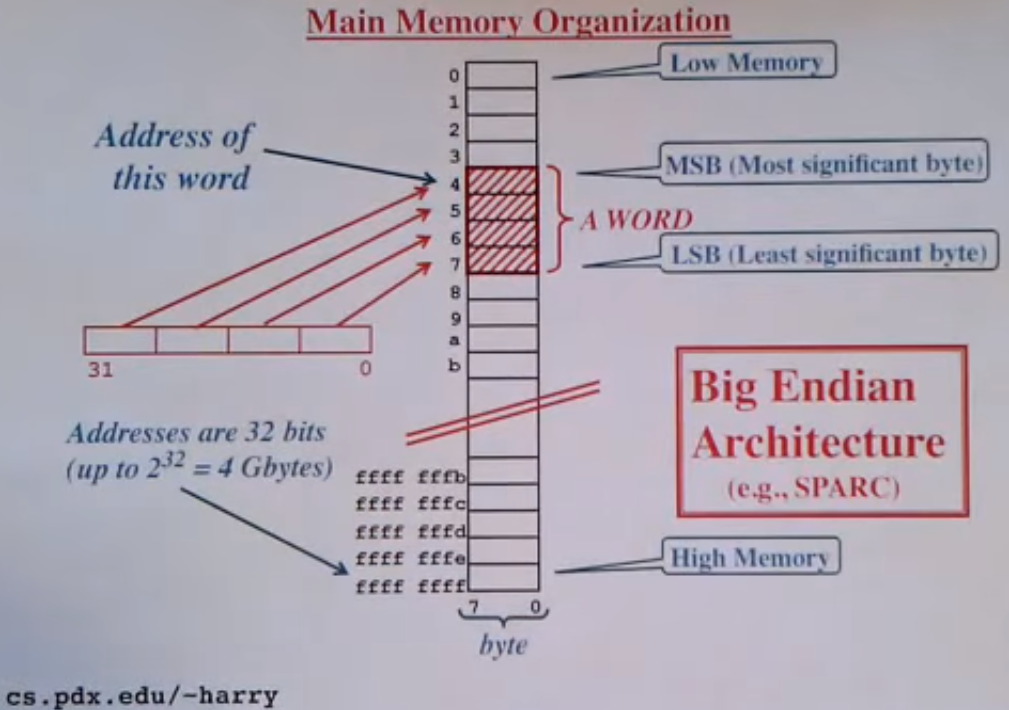 Main Memory Organization
Low Memory
0
1
2
3
4
5
6
7
8
9
a
b
Address of
this word
MSB (Most significant byte)
A WORD
LSB (Least significant byte)
31
0
Big Endian
Architecture
(e.g., SPARC)
Addresses are 32 bits
(up to 2^32 = 4 Gbytes)
ffff fffb
ffff fffc
ffff fffd
ffff fffe
ffff ffff
High Memory
7 0
byte
cs.pdx.edu/~harry